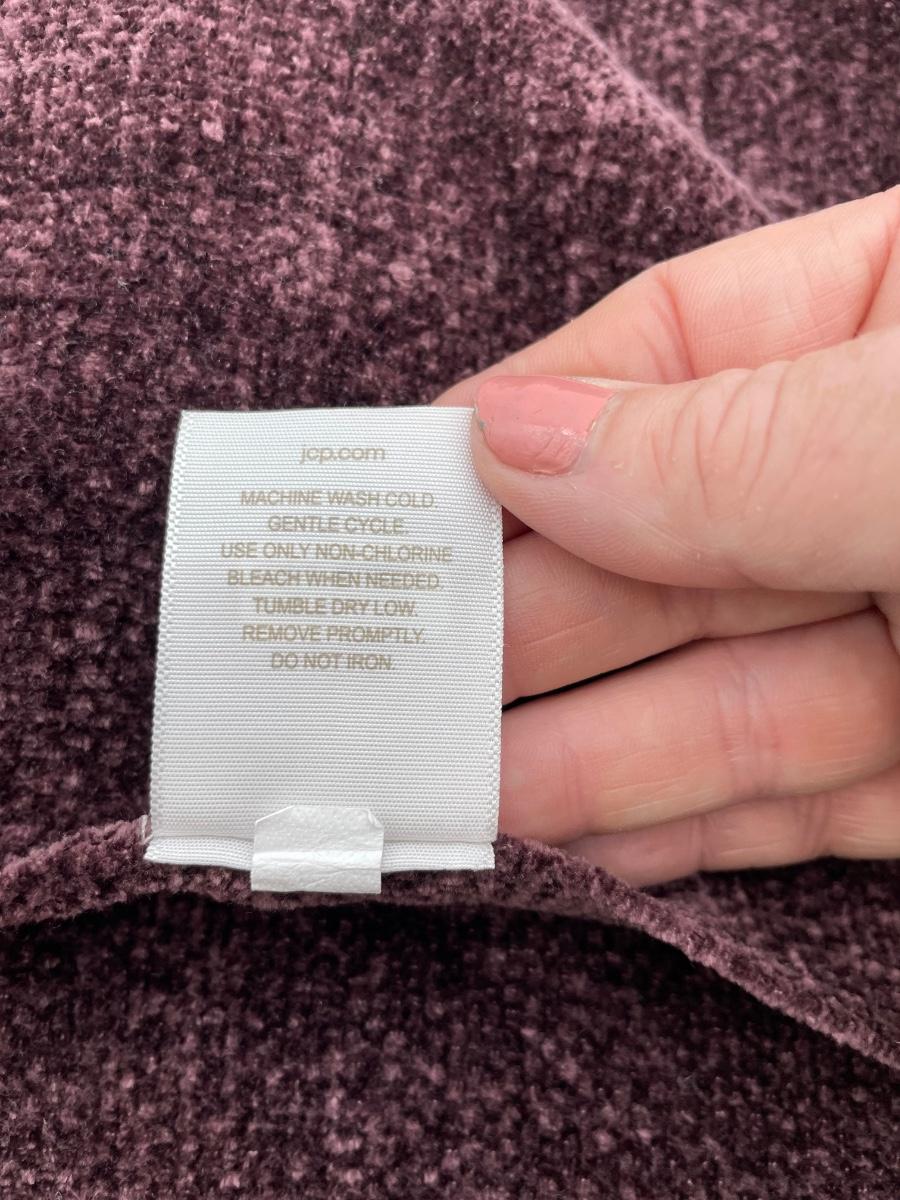 jcp.com
MACHINE WASH COLD.
GENTLE CYCLE.
USE ONLY NON-CHLORINE
BLEACH WHEN NEEDED.
TUMBLE DRY LOW.
REMOVE PROMPTLY.
DO NOT IRON.